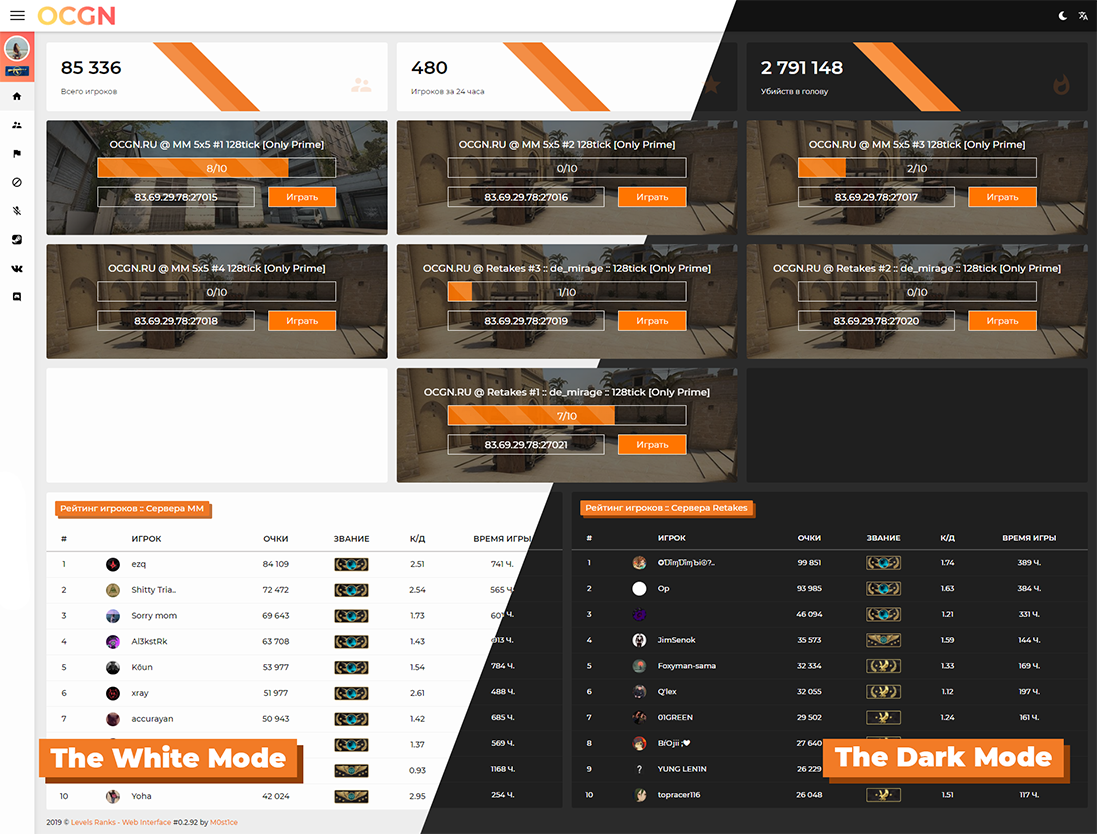 OCGN
85 336
Всего игроков
480
Игроков за 24 часа
2 791 148
Убийств в голову
OCGN.RU @ MM 5x5 #1 128tick [Only Prime]
8/10
83.69.29.78:27015 Играть
OCGN.RU @ MM 5x5 #2 128tick [Only Prime]
0/10
83.69.29.78:27016 Играть
OCGN.RU @ MM 5x5 #3 128tick [Only Prime]
2/10
83.69.29.78:27017 Играть
OCGN.RU @ MM 5x5 #4 128tick [Only Prime]
0/10
83.69.29.78:27018 Играть
OCGN.RU @ Retakes #3 :: de_mirage :: 128tick [Only Prime]
1/10
83.69.29.78:27019 Играть
OCGN.RU @ Retakes #2 :: de_mirage :: 128tick [Only Prime]
0/10
83.69.29.78:27020 Играть
OCGN.RU @ Retakes #1 :: de_mirage :: 128tick [Only Prime]
7/10
83.69.29.78:27021 Играть
Рейтинг игроков :: Сервера MM
# ИГРОК ОЧКИ ЗВАНИЕ К/Д ВРЕМЯ ИГРЫ
1 ezq 84 109 2.51 741 Ч.
2 Shitty Tria.. 72 472 2.54 565 Ч.
3 Sorry mom 69 643 1.73 Ч.
4 Al3kstRk 63 708 1.43 913 Ч.
5 Kôun 53 977 1.54 784 Ч.
6 xray 51 977 2.61 488 Ч.
7 accurayan 50 943 1.42 685 Ч.
1.37 569 Ч.
0.93 1168 Ч.
10 Yoha 42 024 2.95 254 Ч.
The White Mode
Рейтинг игроков :: Сервера Retakes
# ИГРОК ОЧКИ ЗВАНИЕ К/Д ВРЕМЯ ИГРЫ
1 99 851 1.74 389 Ч.
2 Op 93 985 1.63 384 Ч.
3 46 094 1.21 331 Ч.
4 JimSenok 35 573 1.59 144 Ч.
5 Foxyman-sama 32 334 1.33 169 Ч.
6 Q'lex 32 055 1.12 197 Ч.
7 01GREEN 29 502 1.24 161 Ч.
8 27 640
9 ? YUNG LEN1N 26 229
10 topracer116 26 048 1.51 117 Ч.
The Dark Mode
2019 © Levels Ranks - Web Interface #0.2.92 by M0st1ce